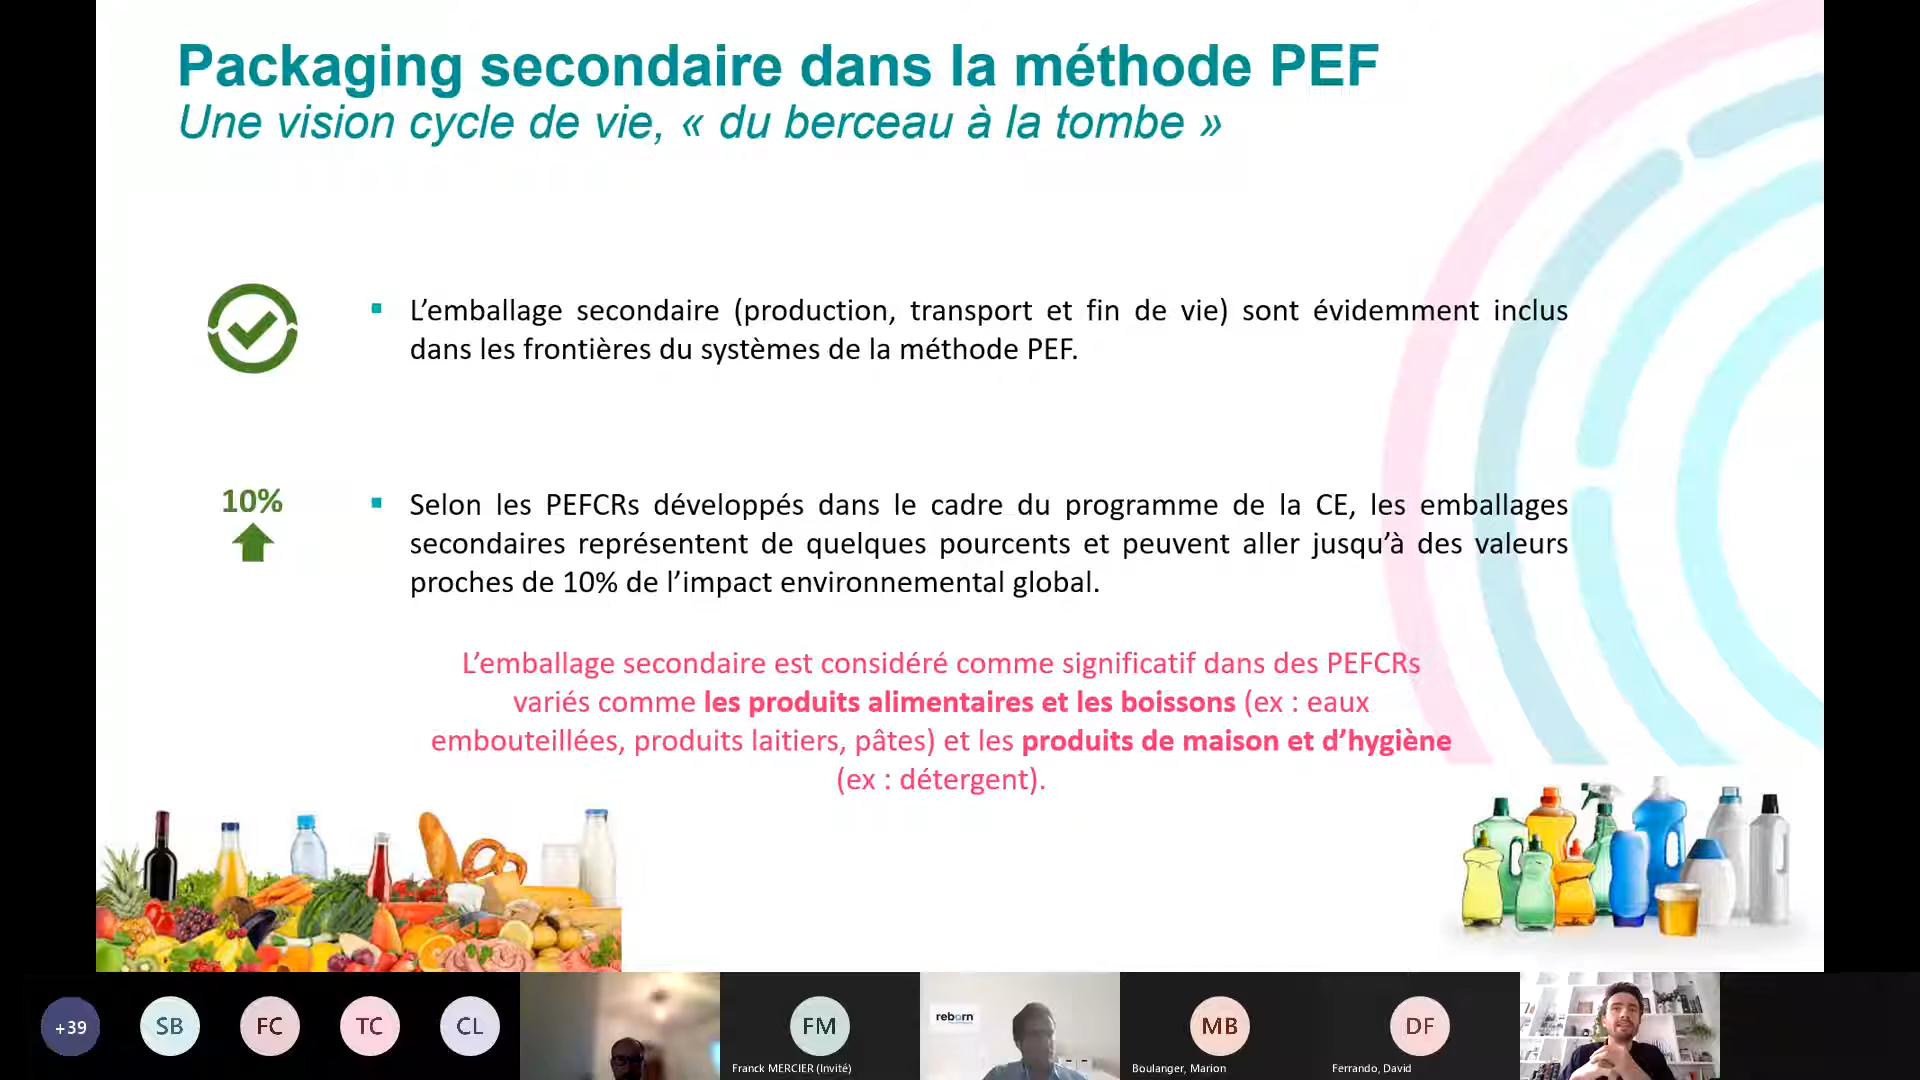 Packaging secondaire dans la méthode PEF
Une vision cycle de vie, « du berceau à la tombe »
▪ L’emballage secondaire (production, transport et fin de vie) sont évidemment inclus
dans les frontières du systèmes de la méthode PEF.
10%
▪ Selon les PEFCRs développés dans le cadre du programme de la CE, les emballages
secondaires représentent de quelques pourcents et peuvent aller jusqu’à des valeurs
proches de 10% de l’impact environnemental global.
L’emballage secondaire est considéré comme significatif dans des PEFCRs
variés comme les produits alimentaires et les boissons (ex : eaux
embouteillées, produits laitiers, pâtes) et les produits de maison et d’hygiène
(ex : détergent).
+39
SB
FC
TC
CL
FM
Franck MERCIER (Invité)
reborn
MB
Boulanger, Marion
DF
Ferrando, David